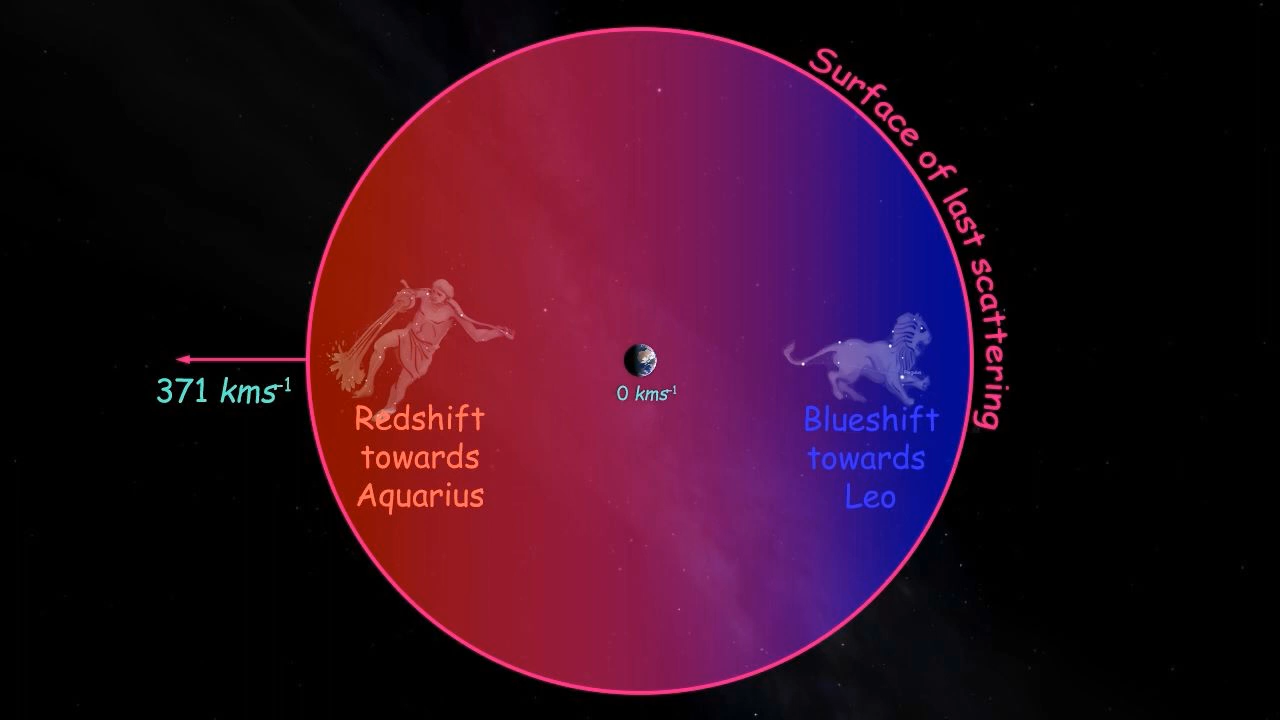 Surface of last scattering
371 kms⁻¹
0 kms⁻¹
Redshift
towards
Aquarius
Blueshift
towards
Leo